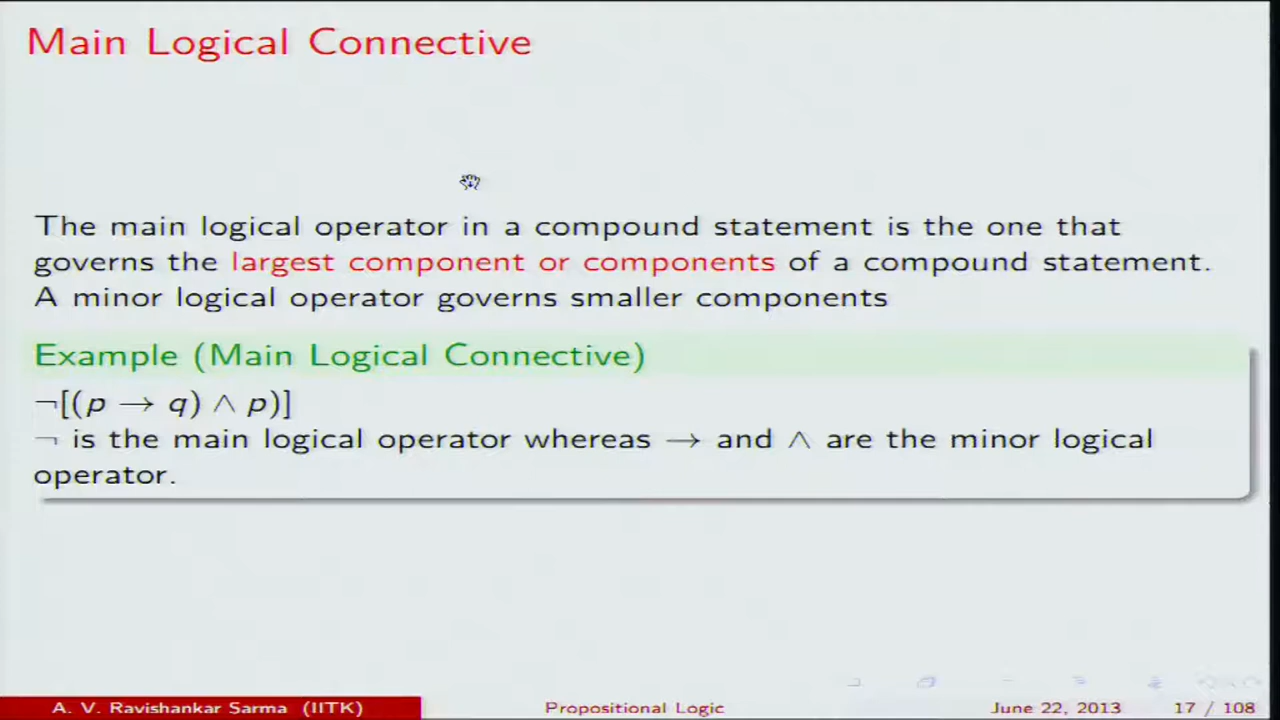 Main Logical Connective
The main logical operator in a compound statement is the one that
governs the largest component or components of a compound statement.
A minor logical operator governs smaller components
Example (Main Logical Connective)
¬[(p → q) ∧ p)]
¬ is the main logical operator whereas → and ∧ are the minor logical
operator.
A. V. Ravishankar Sarma (IITK) Propositional Logic June 22, 2013 17 / 108